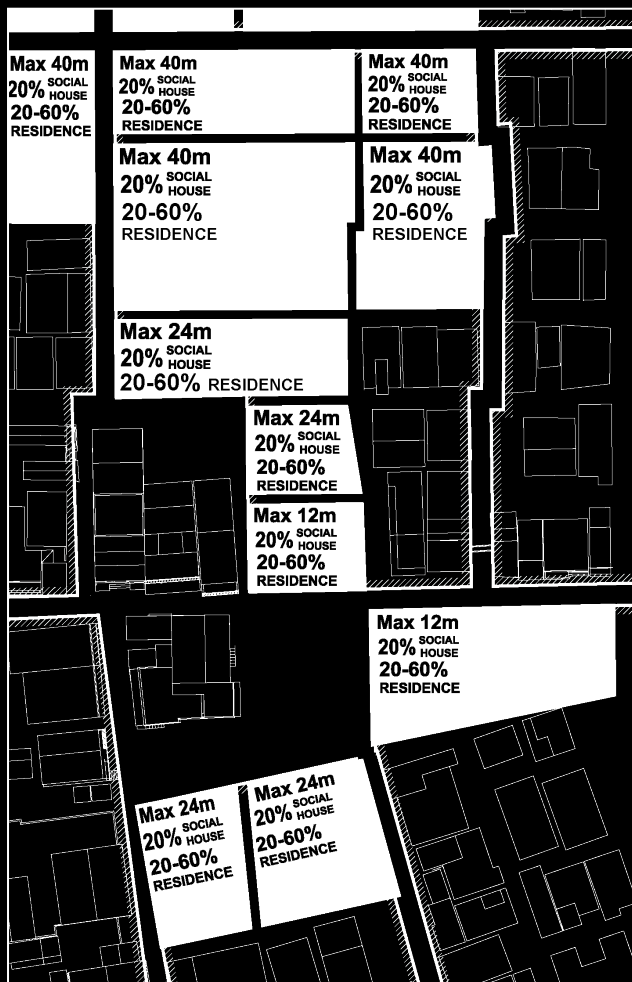 Max 40m
20% SOCIAL HOUSE
20-60%
RESIDENCE
Max 40m
20% SOCIAL HOUSE
20-60%
RESIDENCE
Max 40m
20% SOCIAL HOUSE
20-60%
RESIDENCE
Max 40m
20% SOCIAL HOUSE
20-60%
RESIDENCE
Max 40m
20% SOCIAL HOUSE
20-60%
RESIDENCE
Max 24m
20% SOCIAL HOUSE
20-60% RESIDENCE
Max 24m
20% SOCIAL HOUSE
20-60%
RESIDENCE
Max 12m
20% SOCIAL HOUSE
20-60%
RESIDENCE
Max 12m
20% SOCIAL HOUSE
20-60%
RESIDENCE
Max 24m
20% SOCIAL HOUSE
20-60%
RESIDENCE
Max 24m
20% SOCIAL HOUSE
20-60%
RESIDENCE